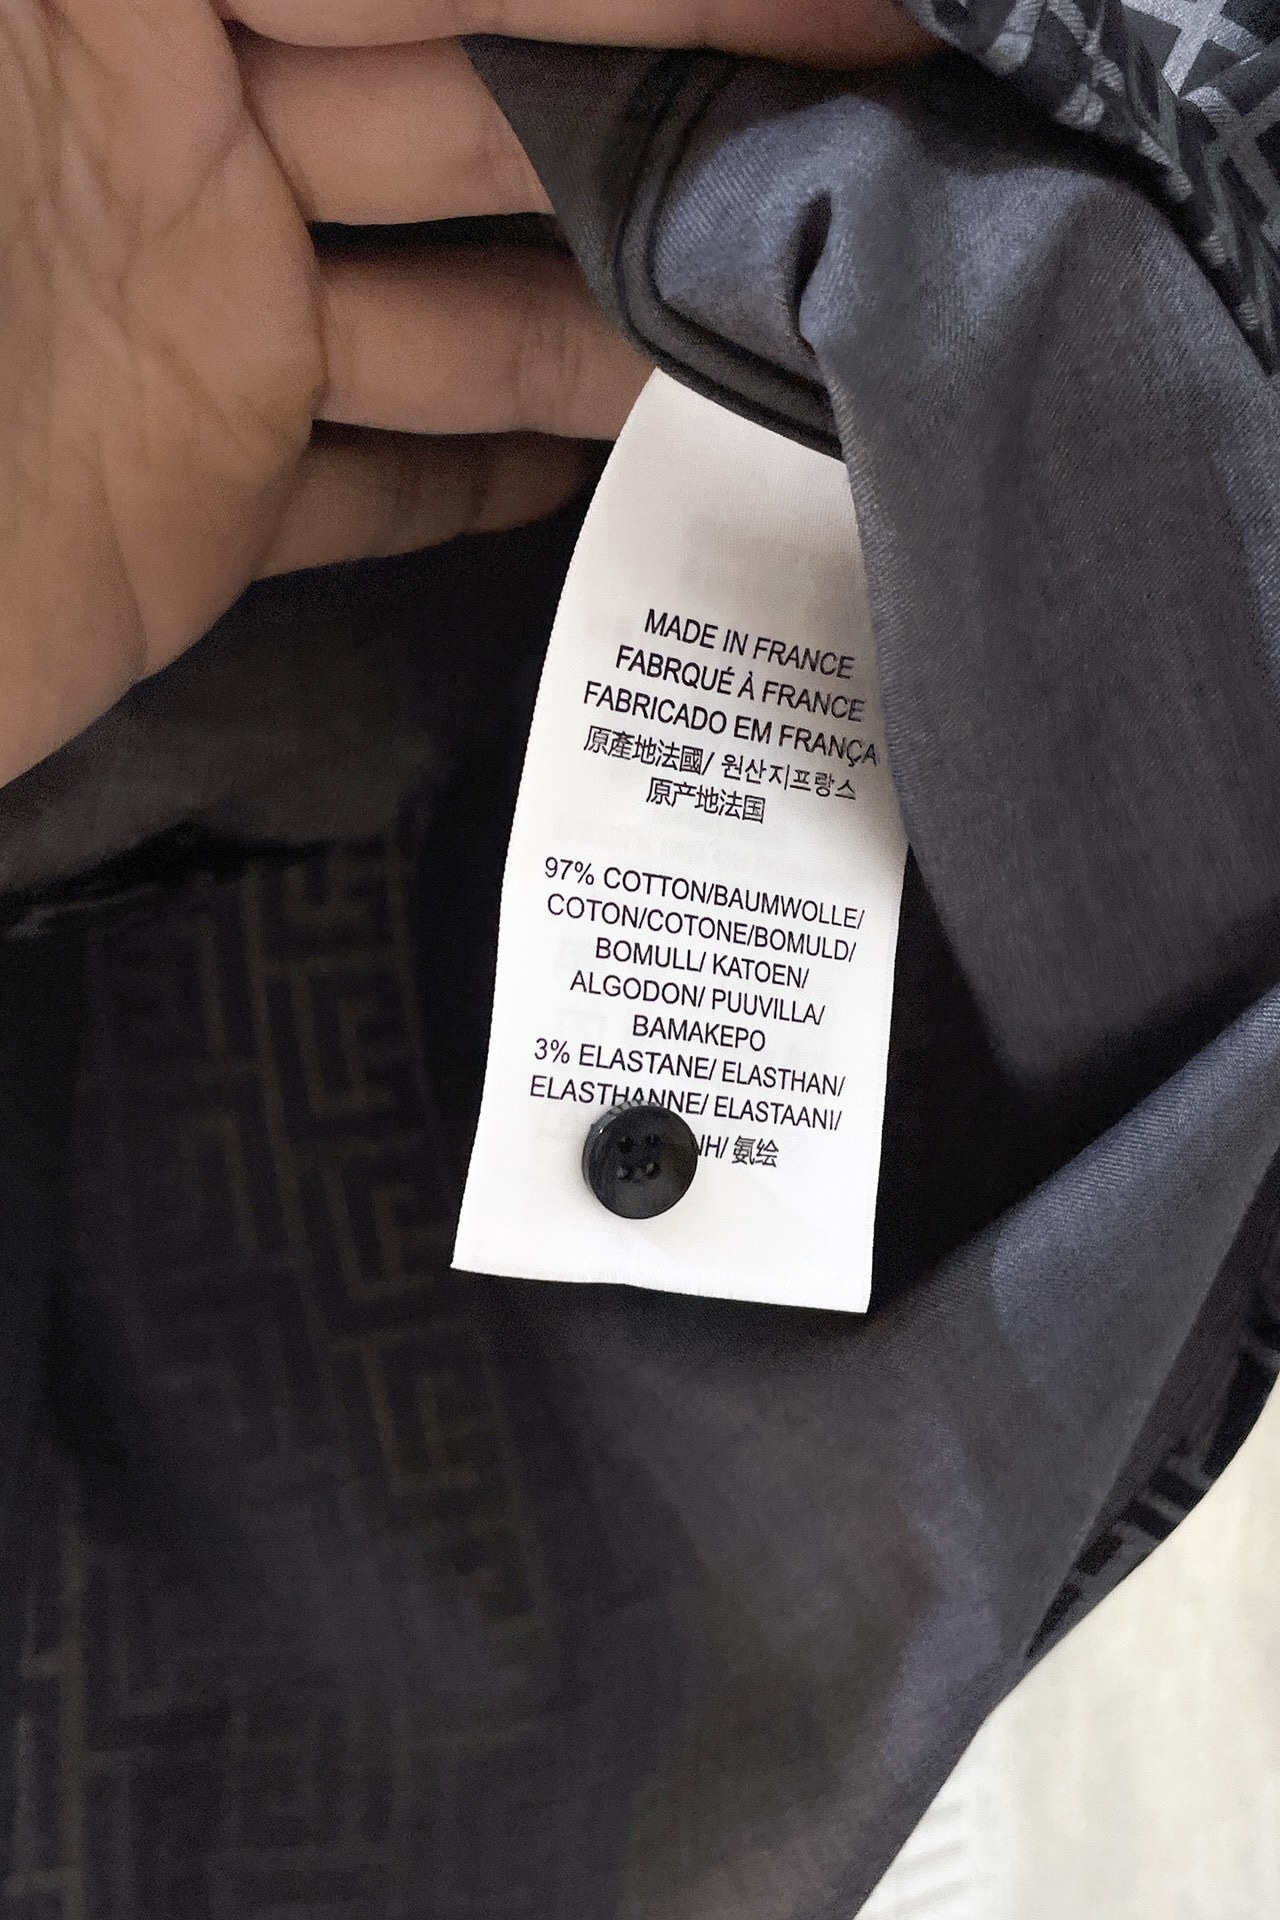 MADE IN FRANCE
FABRQUÉ À FRANCE
FABRICADO EM FRANÇA
原產地法國/ 원산지프랑스
原产地法国
97% COTTON/BAUMWOLLE/
COTON/COTONE/BOMULD/
BOMULL/ KATOEN/
ALGODON/ PUUVILLA/
BAMAKEPO
3% ELASTANE/ ELASTHAN/
ELASTHANNE/ ELASTAANI/
氨绘